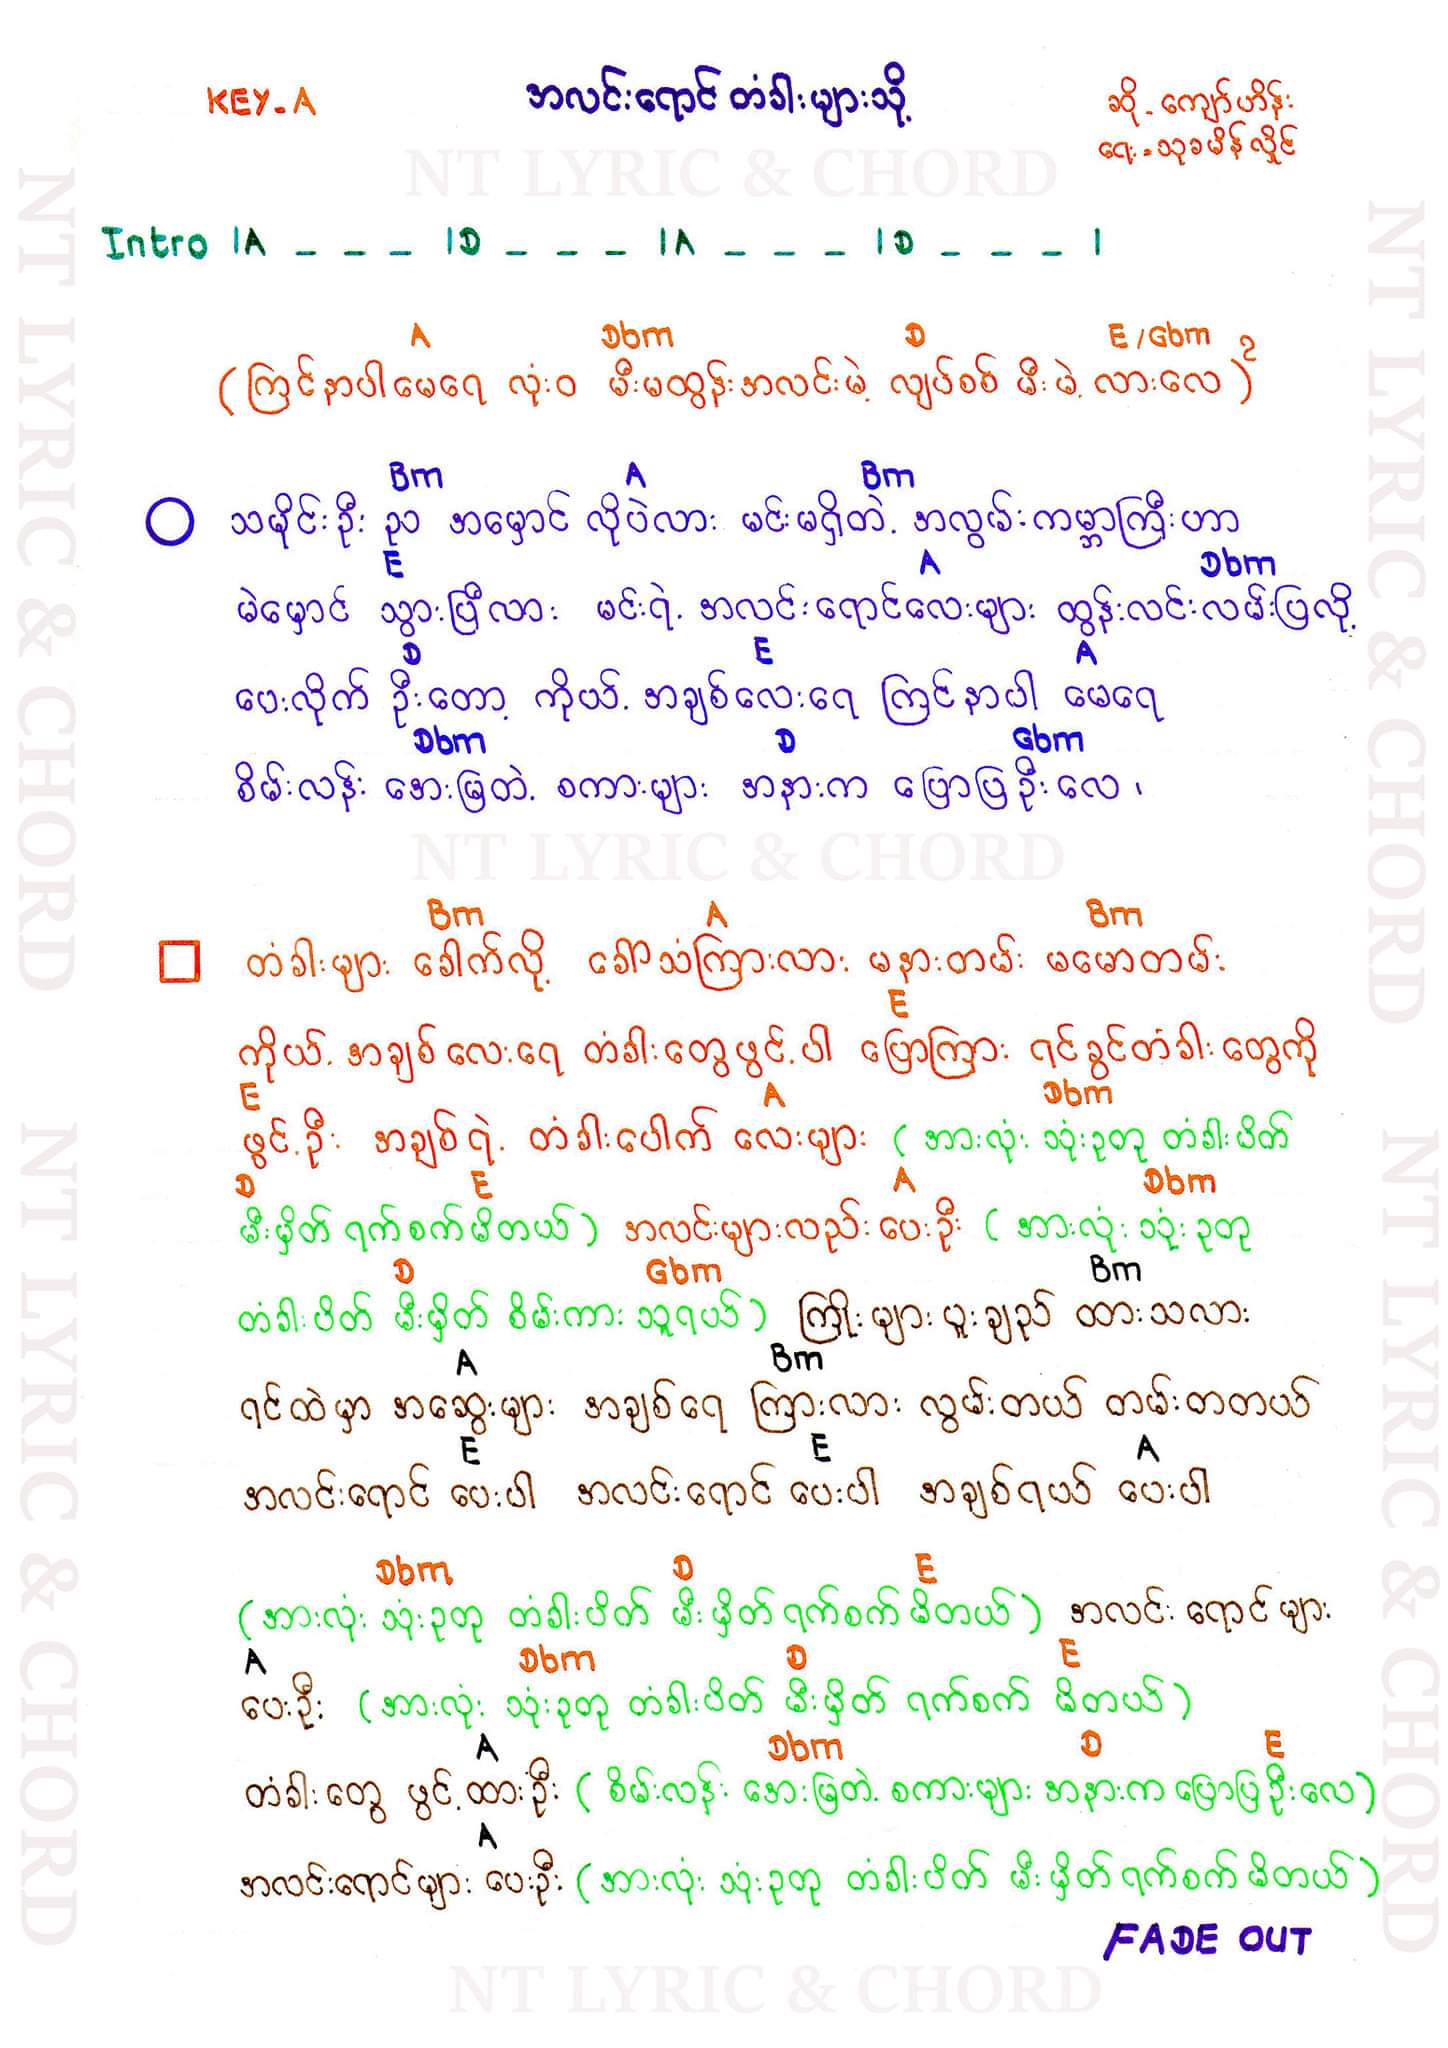 KEY-A
အလင်းရောင် တံခါးများသို့
ဆို - ကျော်ဟိန်း
ရေး - သုခမိန်လှိုင်
NT LYRIC & CHORD
Intro |A _ _ _ |D _ _ _ |A _ _ _ |D _ _ _ |
A Dbm D E/Gbm
(ကြင်နာပါမေရေ လုံးဝ မီးမထွန်းအလင်းမဲ့ လျှပ်စစ် မီးမဲ့ လားလေ)2
Bm A Bm
သမိုင်းဦး ဥသ အမှောင် လိုပဲလား မင်းမရှိတဲ့ အလွမ်းကမ္ဘာကြီးဟာ
E A Dbm
မဲမှောင် သွားပြီလား မင်းရဲ့ အလင်းရောင်လေးများ ထွန်းလင်းလမ်းပြလို့
D E A
ပေးလိုက် ဦးတော့ ကိုယ့် အချစ်လေးရေ ကြင်နာပါ မေရေ
Dbm D Gbm
စိမ်းလန်း အေးမြတဲ့ စကားများ အနားက ပြောပြဦးလေ ၊
NT LYRIC & CHORD
Bm A Bm
တံခါးများ ခေါက်လို့ ခေါ်သံကြားလား မနားတမ်း မမောတမ်း
E
ကိုယ့် အချစ်လေးရေ တံခါးတွေဖွင့်ပါ ပြောကြား ရင်ခွင်တံခါးတွေကို
E A Dbm
ဖွင့်ဦး အချစ်ရဲ့ တံခါးပေါက် လေးများ (အားလုံး သုံးဥတု တံခါးပိတ်
D E A Dbm
မီးမှိတ် ရက်စက်မိတယ်) အလင်းများလည်းပေးဦး (အားလုံး သုံးဥတု
D Gbm Bm
တံခါးပိတ် မီးမှိတ် စိမ်းကားသူရယ်) ကြိုးများပူးချည် ထားသလား
A Bm
ရင်ထဲမှာ အဆွေးများ အချစ်ရေ ကြားလား လွမ်းတယ် တမ်းတတယ်
E E A
အလင်းရောင် ပေးပါ အလင်းရောင် ပေးပါ အချစ်ရယ် ပေးပါ
Dbm D E
(အားလုံး သုံးဥတု တံခါးပိတ် မီးမှိတ် ရက်စက်မိတယ်) အလင်း ရောင်များ
A Dbm D E
ပေးဦး (အားလုံး သုံးဥတု တံခါးပိတ် မီးမှိတ် ရက်စက် မိတယ်)
A Dbm D E
တံခါးတွေ ဖွင့်ထားဦး (စိမ်းလန်း အေးမြတဲ့ စကားများ အနားက ပြောပြဦးလေ)
A
အလင်းရောင်များ ပေးဦး (အားလုံး သုံးဥတု တံခါးပိတ် မီးမှိတ် ရက်စက်မိတယ်)
FADE OUT
NT LYRIC & CHORD
NT LYRIC & CHORD
NT LYRIC & CHORD
NT LYRIC & CHORD
NT LYRIC & CHORD